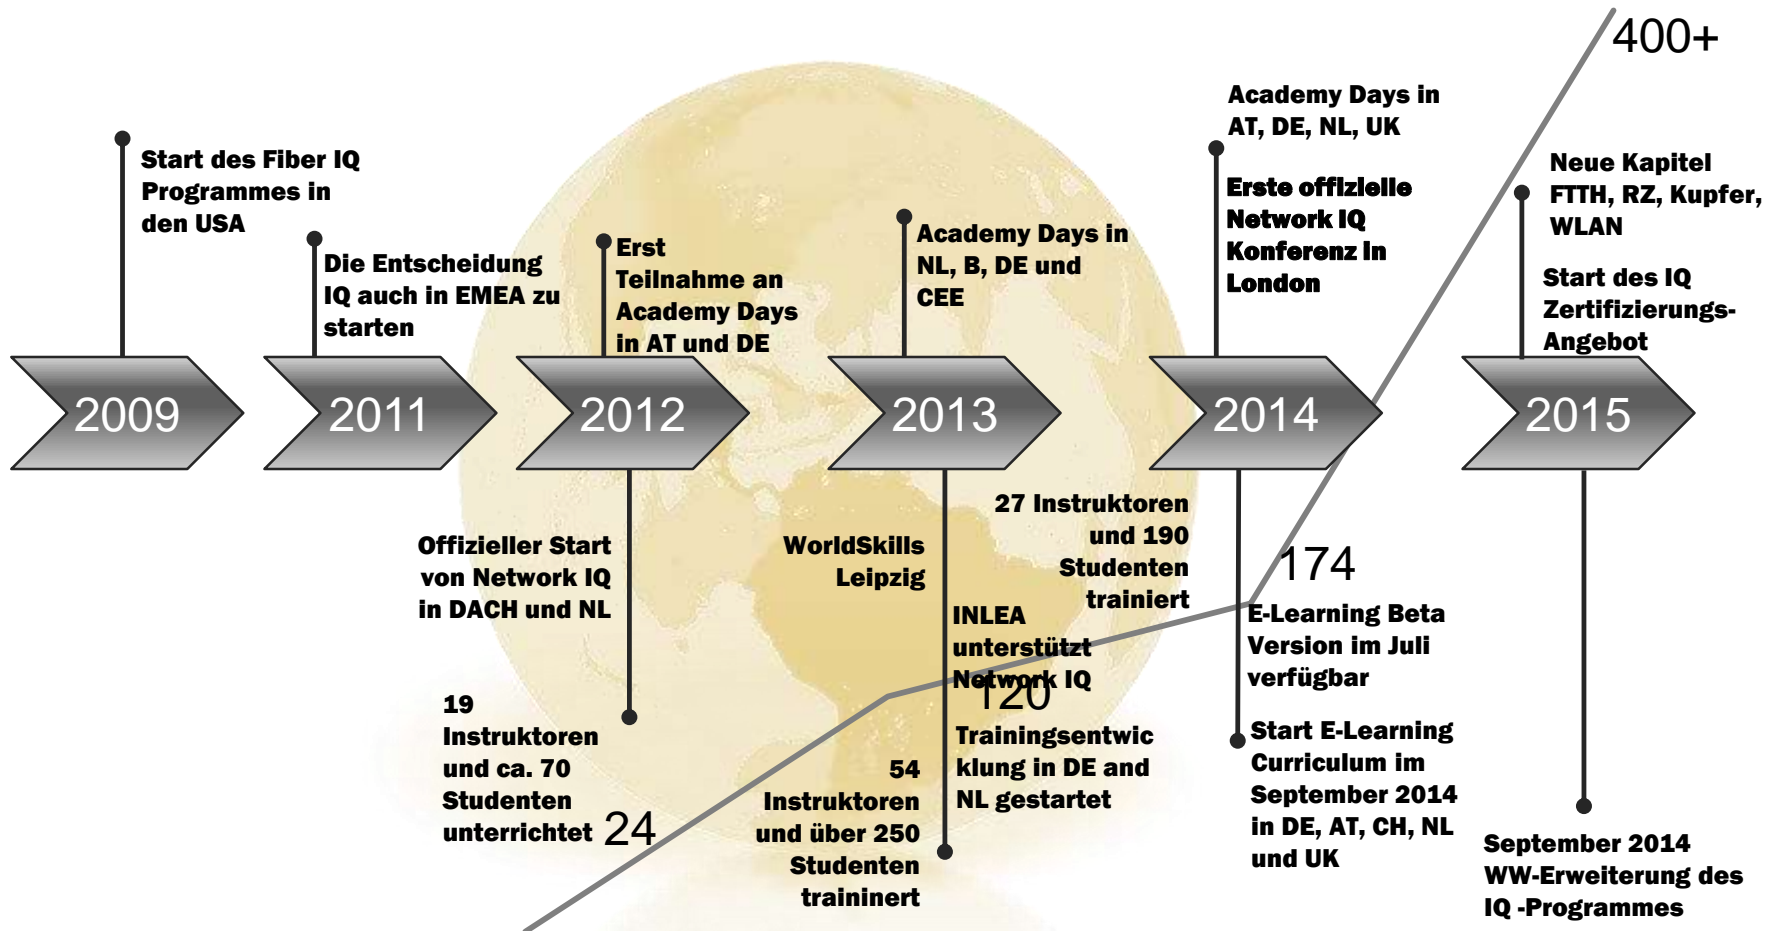 400+
Start des Fiber IQ
Programmes in
den USA
Die Entscheidung
IQ auch in EMEA zu
starten
Erst
Teilnahme an
Academy Days
in AT und DE
Academy Days in
NL, B, DE und
CEE
Academy Days in
AT, DE, NL, UK
Erste offizielle
Network IQ
Konferenz in
London
Neue Kapitel
FTTH, RZ, Kupfer,
WLAN
Start des IQ
Zertifizierungs-
Angebot
2009
2011
2012
2013
2014
2015
Offizieller Start
von Network IQ
in DACH und NL
19
Instruktoren
und ca. 70
Studenten
unterrichtet
24
WorldSkills
Leipzig
54
Instruktoren
und über 250
Studenten
traininert
INLEA
unterstützt
Network IQ
120
Trainingsentwic
klung in DE and
NL gestartet
27 Instruktoren
und 190
Studenten
trainiert
174
E-Learning Beta
Version im Juli
verfügbar
Start E-Learning
Curriculum im
September 2014
in DE, AT, CH, NL
und UK
September 2014
WW-Erweiterung des
IQ -Programmes